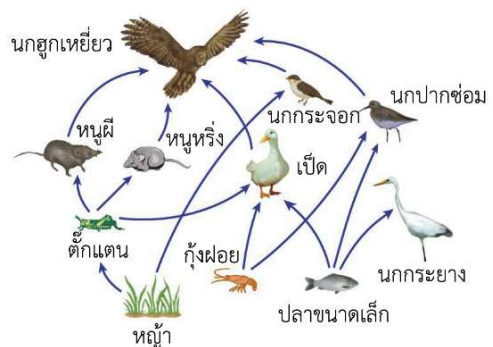 นกฮูกเหยี่ยว
นกกระจอก
นกปากซ่อม
หนูผี
หนูหริ่ง
เป็ด
ตั๊กแตน
กุ้งฝอย
นกกระยาง
ปลาขนาดเล็ก
หญ้า